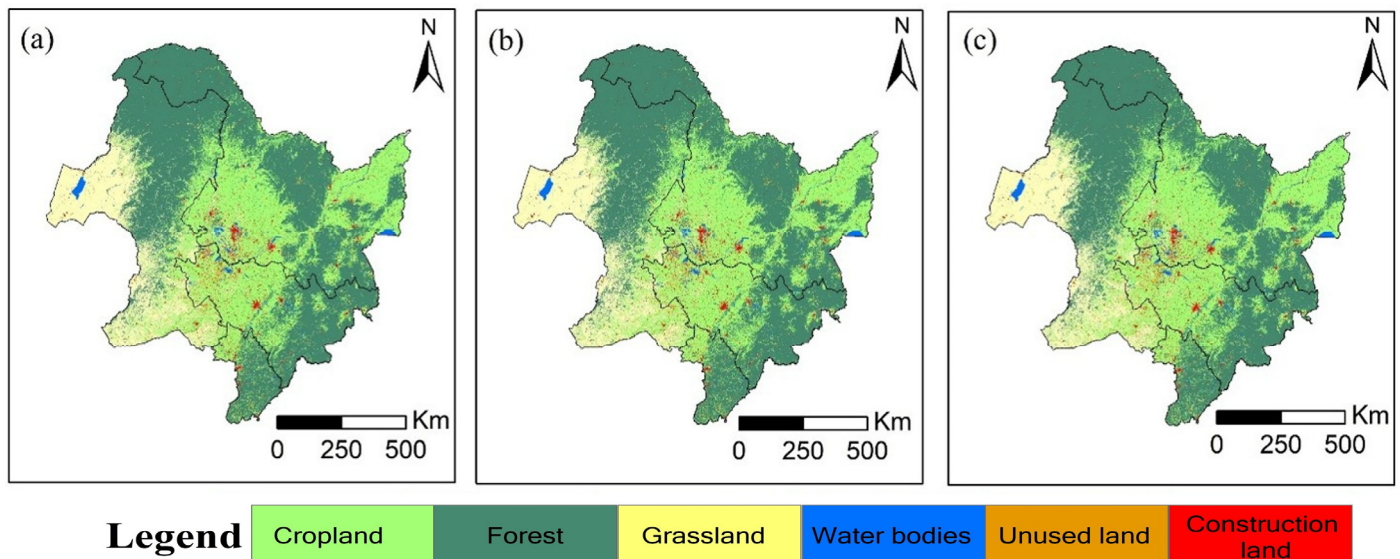 (a)
N
Km
0 250 500
(b)
N
Km
0 250 500
(c)
N
Km
0 250 500
Legend
Cropland
Forest
Grassland
Water bodies
Unused land
Construction
land